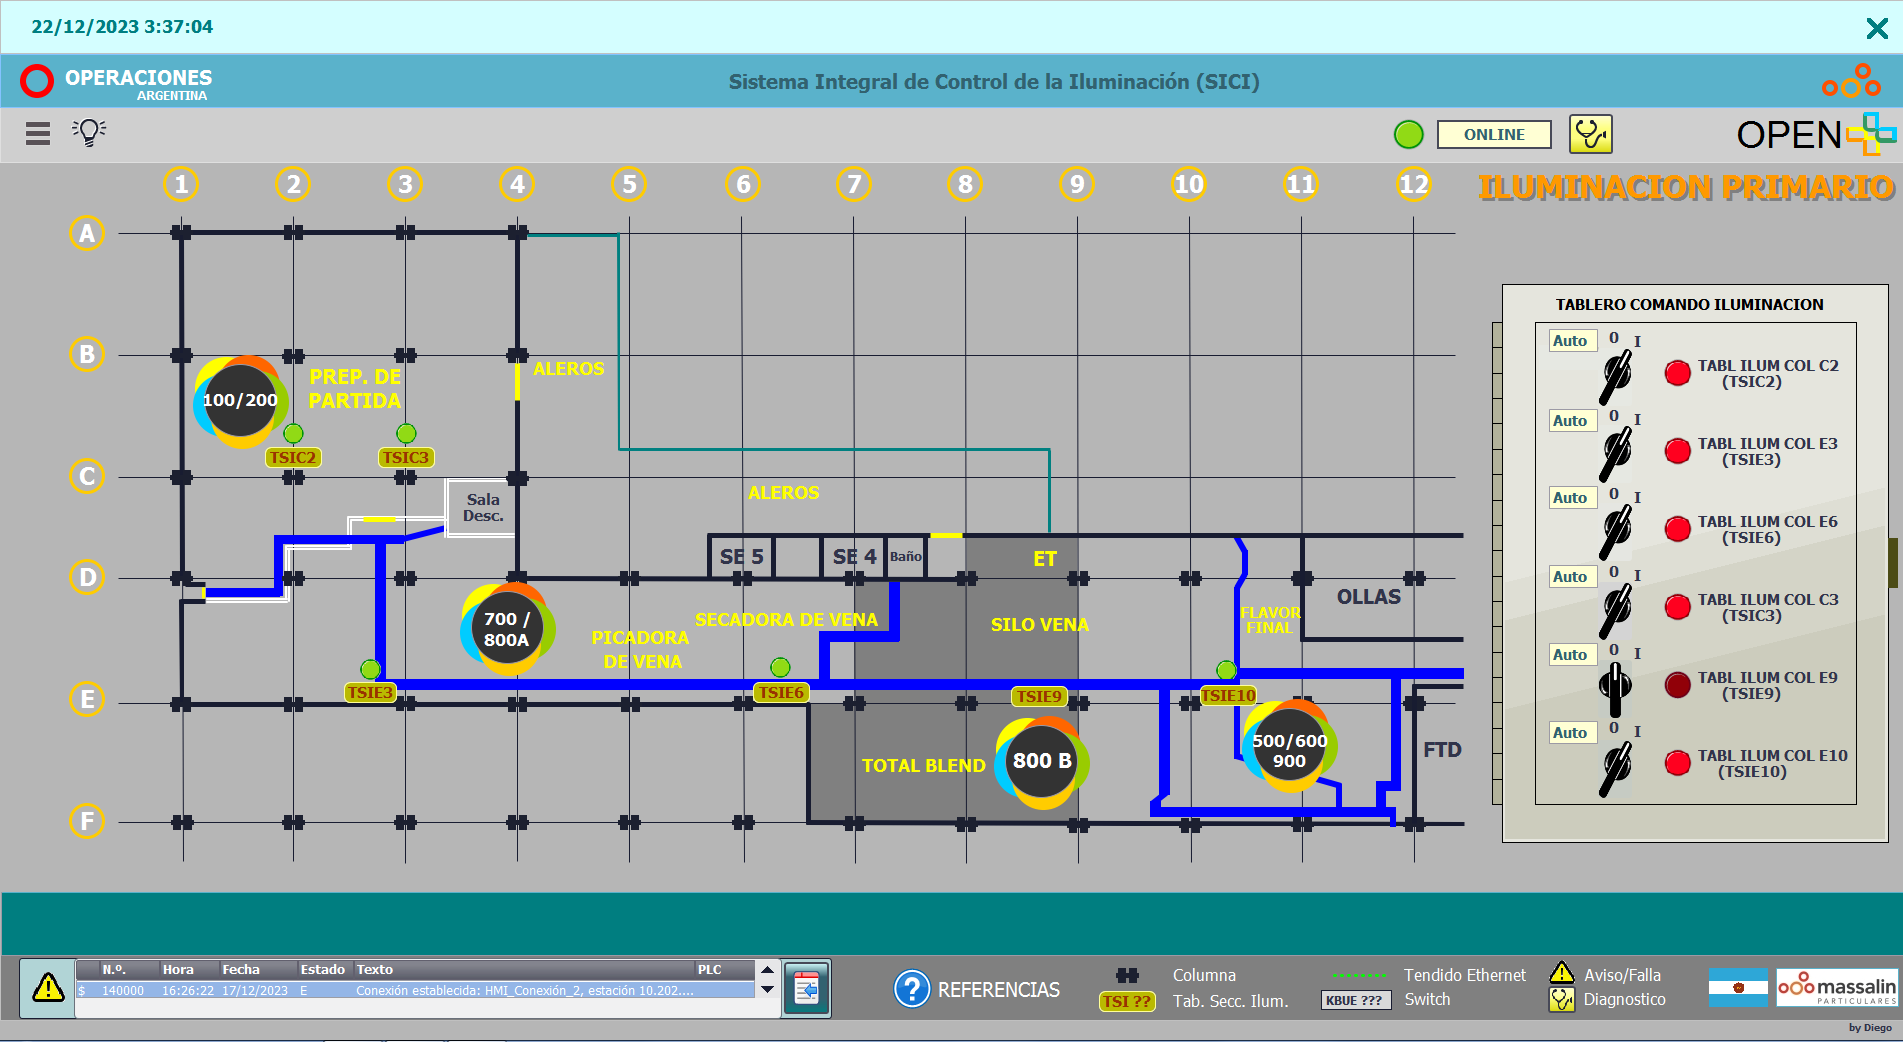 22/12/2023 3:37:04
OPERACIONES
ARGENTINA
Sistema Integral de Control de la Iluminación (SICI)
ONLINE
OPEN
1 2 3 4 5 6 7 8 9 10 11 12
ILUMINACION PRIMARIO
A
B
C
D
E
F
100/200
PREP. DE
PARTIDA
ALEROS
TSIC2
TSIC3
Sala
Desc.
ALEROS
SE 5
SE 4
Baño
ET
700 /
800A
PICADORA
DE VENA
SECADORA DE VENA
SILO VENA
FLAVOR
FINAL
OLLAS
TSIE3
TSIE6
TSIE9
TSIE10
TOTAL BLEND
800 B
500/600
900
FTD
TABLERO COMANDO ILUMINACION
Auto 0 I
TABL ILUM COL C2
(TSIC2)
Auto 0 I
TABL ILUM COL E3
(TSIE3)
Auto 0 I
TABL ILUM COL E6
(TSIE6)
Auto 0 I
TABL ILUM COL C3
(TSIC3)
Auto 0 I
TABL ILUM COL E9
(TSIE9)
Auto 0 I
TABL ILUM COL E10
(TSIE10)
N.º. Hora Fecha Estado Texto PLC
$ 140000 16:26:22 17/12/2023 E Conexión establecida: HMI_Conexión_2, estación 10.202....
? REFERENCIAS
Columna
TSI ?? Tab. Secc. Ilum.
Tendido Ethernet
KBUE ??? Switch
Aviso/Falla
Diagnostico
massalin
PARTICULARES
by Diego